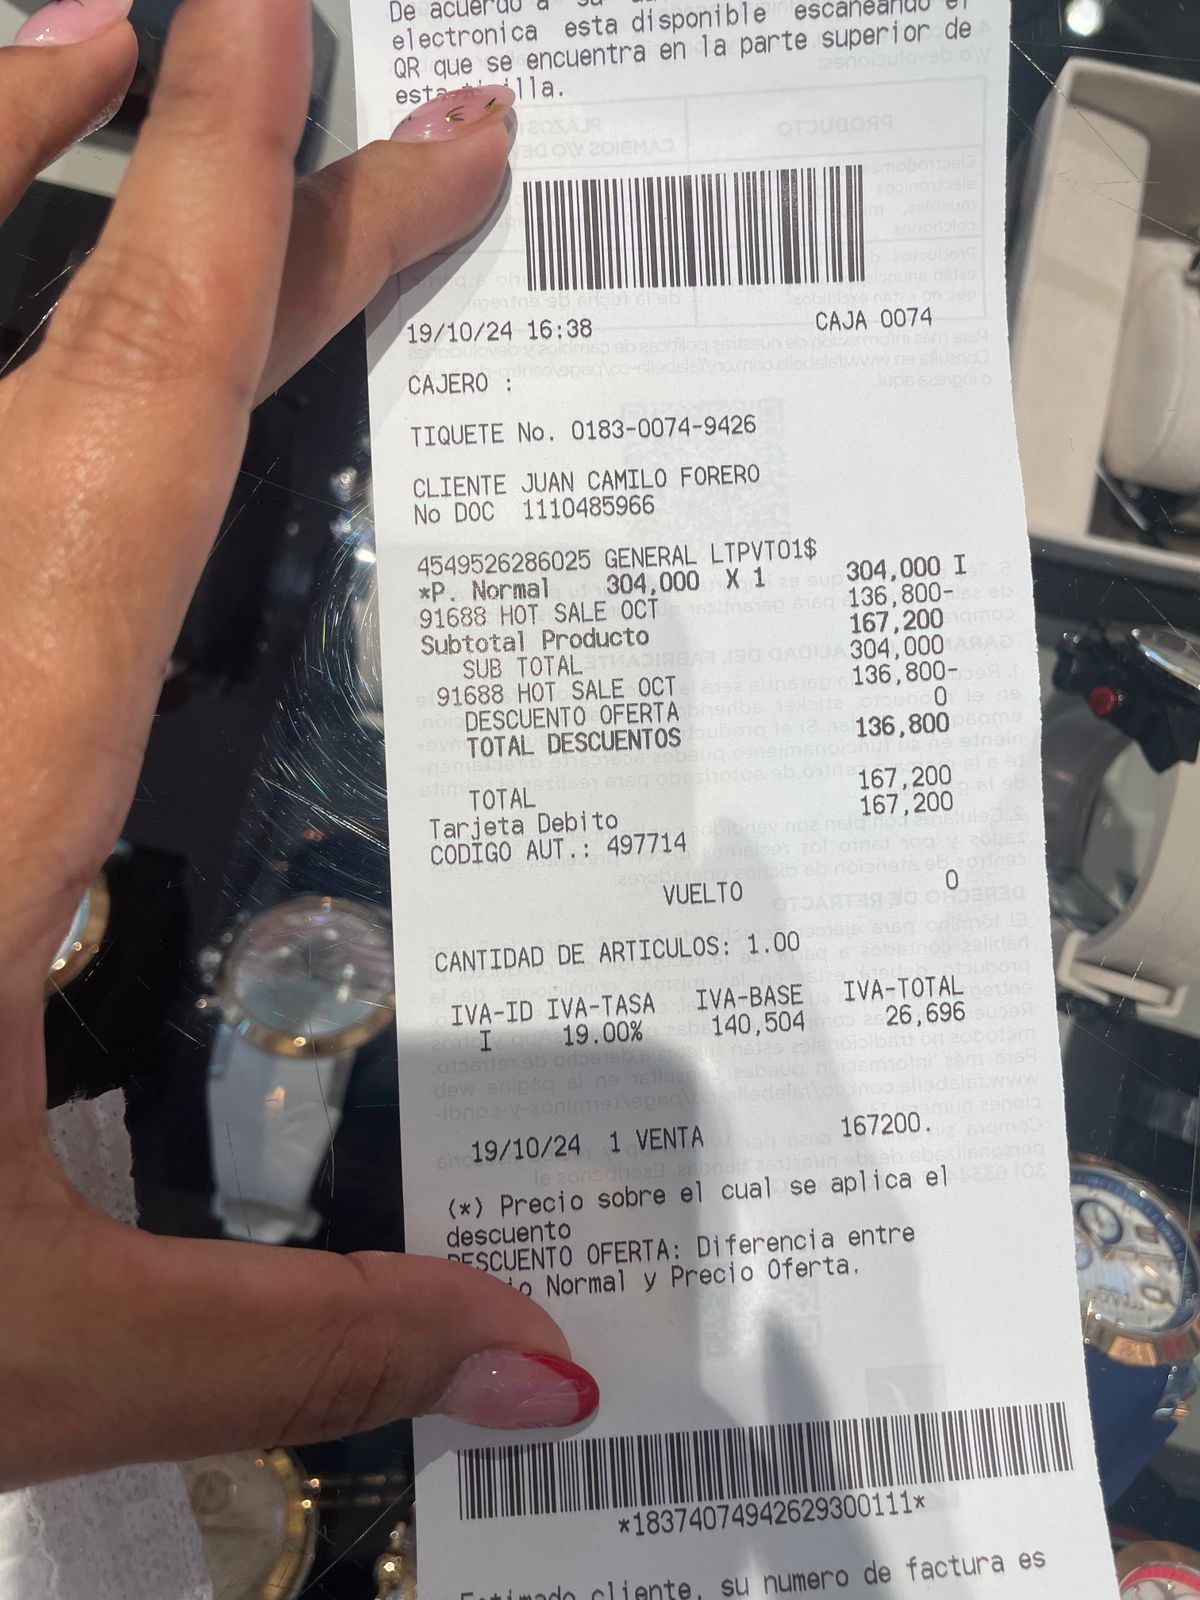 De acuerdo a su
electronica esta disponible escaneando el
QR que se encuentra en la parte superior de
19/10/24 16:38 CAJA 0074
CAJERO :
TIQUETE No. 0183-0074-9426
CLIENTE JUAN CAMILO FORERO
No DOC 1110485966
4549526286025 GENERAL LTPVT01$
*P. Normal 304,000 X 1 304,000 I
91688 HOT SALE OCT 136,800-
Subtotal Producto 167,200
SUB TOTAL 304,000
91688 HOT SALE OCT 136,800-
DESCUENTO OFERTA 0
TOTAL DESCUENTOS 136,800
TOTAL 167,200
Tarjeta Debito 167,200
CODIGO AUT.: 497714
VUELTO 0
CANTIDAD DE ARTICULOS: 1.00
IVA-ID IVA-TASA IVA-BASE IVA-TOTAL
I 19.00% 140,504 26,696
19/10/24 1 VENTA 167200.
(*) Precio sobre el cual se aplica el
descuento
DESCUENTO OFERTA: Diferencia entre
Normal y Precio Oferta.
*18374074942629300111*
Estimado cliente, su numero de factura es